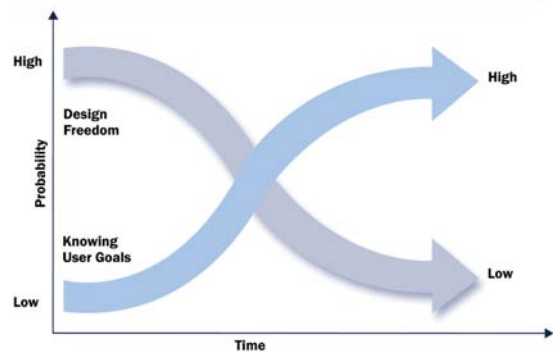 High
High
Design
Freedom
Probability
Knowing
User Goals
Low
Low
Time